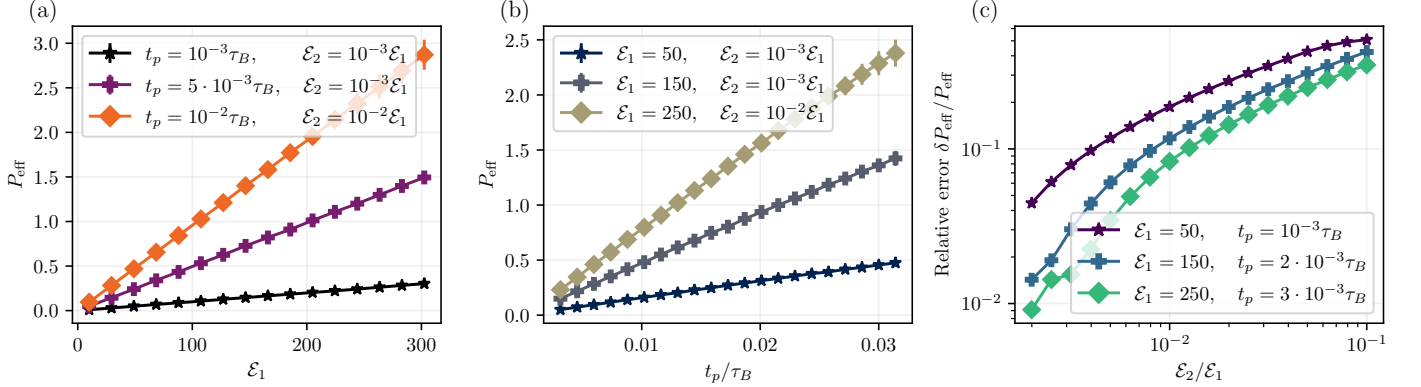 (a)
P_eff
3.0
2.5
2.0
1.5
1.0
0.5
0.0
t_p = 10^{-3}τ_B, ℰ_2 = 10^{-3}ℰ_1
t_p = 5 · 10^{-3}τ_B, ℰ_2 = 10^{-3}ℰ_1
t_p = 10^{-2}τ_B, ℰ_2 = 10^{-2}ℰ_1
0 100 200 300
ℰ_1
(b)
P_eff
2.5
2.0
1.5
1.0
0.5
0.0
ℰ_1 = 50, ℰ_2 = 10^{-3}ℰ_1
ℰ_1 = 150, ℰ_2 = 10^{-3}ℰ_1
ℰ_1 = 250, ℰ_2 = 10^{-2}ℰ_1
0.01 0.02 0.03
t_p/τ_B
(c)
Relative error δP_eff/P_eff
10^{-1}
10^{-2}
ℰ_1 = 50, t_p = 10^{-3}τ_B
ℰ_1 = 150, t_p = 2 · 10^{-3}τ_B
ℰ_1 = 250, t_p = 3 · 10^{-3}τ_B
10^{-2} 10^{-1}
ℰ_2/ℰ_1